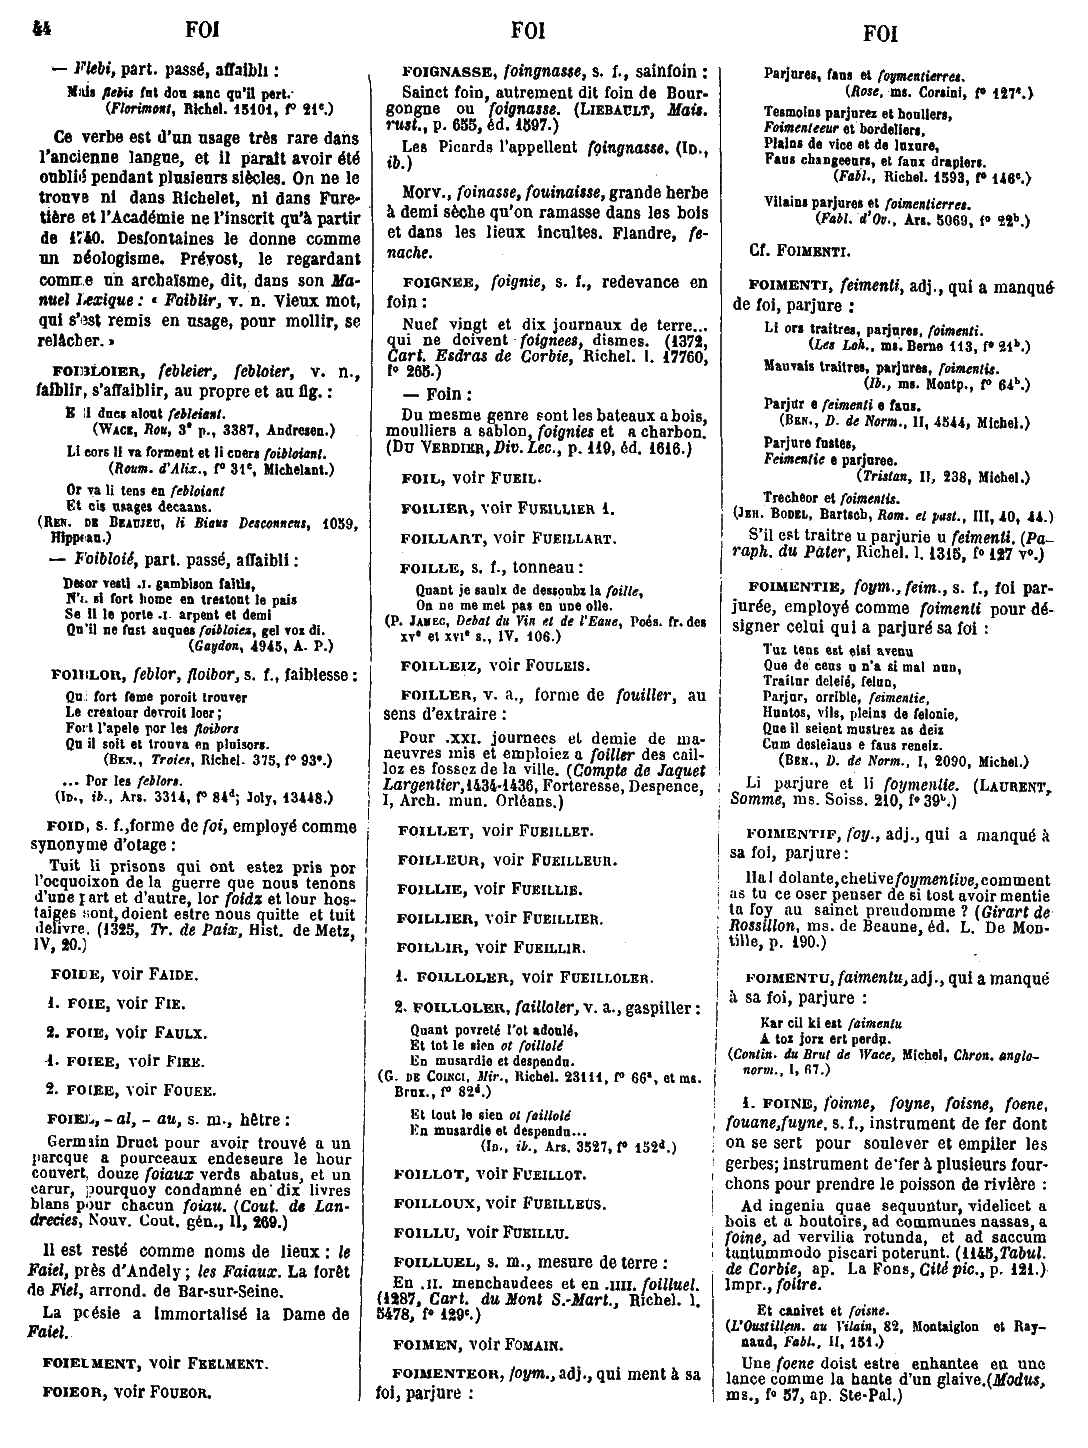 44 FOI FOI FOI
— Flebi, part. passé, affaibli :
Mais flebis fut dou sanc qu'il pert.
(Florimont, Richel. 15101, f° 21c.)
Ce verbe est d'un usage très rare dans
l'ancienne langue, et il paraît avoir été
oublié pendant plusieurs siècles. On ne le
trouve ni dans Richelet, ni dans Fure-
tière et l'Académie ne l'inscrit qu'à partir
de 1740. Desfontaines le donne comme
un néologisme. Prévost, le regardant
comme un archaïsme, dit, dans son Ma-
nuel Lexique : « Foiblir, v. n. Vieux mot,
qui s'est remis en usage, pour mollir, se
relâcher. »
FOIBLOIER, febleier, febloier, v. n.,
faiblir, s'affaiblir, au propre et au fig. :
E il ducs alout febleiant.
(WACE, Rou, 3e p., 3387, Andresen.)
Li cors li va forment et li cuers foibloiant.
(Roum. d'Alix., f° 31c, Michelant.)
Or va li tens en febloiant
Et cis usages decaans.
(REN. DE BEAUJEU, li Biaus Desconneus, 1059,
Hippeau.)
— Foibloié, part. passé, affaibli :
Desor vesti .I. gambison faitis,
N'a si fort home en trestout le pais
Se il le porte .I. arpent et demi
Qu'il ne fust auques foibloiez, gel voz di.
(Gaydon, 4945, A. P.)
FOIBLOR, feblor, floibor, s. f., faiblesse :
Qu. fort feme poroit trouver
Le creatour devroit loer ;
Fort l'apele por les floibors
Qu il soit et trouva en plusors.
(BEN., Troies, Richel. 375, f° 93e.)
... Por les feblors.
(ID., ib., Ars. 3314, f° 84d; Joly, 13448.)
FOID, s. f., forme de foi, employé comme
synonyme d'otage :
Tuit li prisons qui ont estez pris por
l'ocquoixon de la guerre que nous tenons
d'une part et d'autre, lor foidz et lour hos-
taiges sont, doient estre nous quitte et tuit
delivre. (1325, Tr. de Paix, Hist. de Metz,
IV, 20.)
FOIDE, voir FAIDE.
1. FOIE, voir FIE.
2. FOIE, voir FAULX.
1. FOIEE, voir FIEE.
2. FOIEE, voir FOUEE.
FOIEL, - al, - au, s. m., hêtre :
Germain Druct pour avoir trouvé a un
parcque a pourceaux endeseure le hour
couvert, douze foiaux verds abatus, et un
carur, pourquoy condamné en dix livres
blans pour chacun foiau. (Cout. de Lan-
drecies, Nouv. Cout. gén., II, 269.)
Il est resté comme noms de lieux : le
Faiel, près d'Andely ; les Faiaux. La forêt
de Fiel, arrond. de Bar-sur-Seine.
La poésie a immortalisé la Dame de
Faiel.
FOIELMENT, voir FEELMENT.
FOIEOR, voir FOUEOR.
FOIGNASSE, foingnasse, s. f., sainfoin :
Sainct foin, autrement dit foin de Bour-
gongne ou foignasse. (LIEBAULT, Mais.
rust., p. 655, éd. 1597.)
Les Picards l'appellent foingnasse. (ID.,
ib.)
Morv., foinasse, fouinaisse, grande herbe
à demi sèche qu'on ramasse dans les bois
et dans les lieux incultes. Flandre, fe-
nache.
FOIGNEE, foignie, s. f., redevance en
foin :
Nuef vingt et dix journaux de terre...
qui ne doivent foignees, dismes. (1372,
Cart. Esdras de Corbie, Richel. l. 17760,
f° 265.)
— Foin :
Du mesme genre sont les bateaux a bois,
moulliers a sablon, foignies et a charbon.
(DU VERDIER, Div. Lec., p. 119, éd. 1616.)
FOIL, voir FUEIL.
FOILIER, voir FUEILLIER 1.
FOILLART, voir FUEILLART.
FOILLE, s. f., tonneau :
Quant je saulx de dessoubz la foille,
On ne me met pas en une olle.
(P. JAMEC, Debat du Vin et de l'Eaue, Poés. fr. des
XVe et XVIe s., IV, 106.)
FOILLEIZ, voir FOULEIS.
FOILLER, v. a., forme de fouiller, au
sens d'extraire :
Pour .XXI. journees et demie de ma-
neuvres mis et emploiez a foiller des cail-
loz es fossez de la ville. (Compte de Jaquet
Largentier, 1434-1436, Forteresse, Despence,
I, Arch. mun. Orléans.)
FOILLET, voir FUEILLET.
FOILLEUR, voir FUEILLEUR.
FOILLIE, voir FUEILLIE.
FOILLIER, voir FUEILLIER.
FOILLIR, voir FUEILLIR.
1. FOILLOLER, voir FUEILLOLER.
2. FOILLOLER, failloler, v. a., gaspiller :
Quant povreté l'ot adoulé,
Et tot le sien ot foillolé
En musardie et despendu.
(G. DE COINCI, Mir., Richel. 23111, f° 66a, et ms.
Brux., f° 82d.)
Et tout le sien ot faillolé
En musardie et despendu...
(ID., ib., Ars. 3527, f° 152d.)
FOILLOT, voir FUEILLOT.
FOILLOUX, voir FUEILLEUS.
FOILLU, voir FUEILLU.
FOILLUEL, s. m., mesure de terre :
En .II. menchaudees et en .IIII. foilluel.
(1287, Cart. du Mont S.-Mart., Richel. l.
5478, f° 129c.)
FOIMEN, voir FOMAIN.
FOIMENTEOR, foym., adj., qui ment à sa
foi, parjure :
Parjures, faus et foymentierres.
(Rose, ms. Corsini, f° 127d.)
Tesmoins parjurez et houliers,
Foimenteeur et bordeliers,
Plains de vice et de luxure,
Faus changeeurs, et faux drapiers.
(Fabl., Richel. 1593, f° 146c.)
Vilains parjures et foimentierres.
(Fabl. d'Ov., Ars. 5069, f° 22b.)
Cf. FOIMENTI.
FOIMENTI, feimenti, adj., qui a manqué
de foi, parjure :
Li ors traitres, parjures, foimenti.
(Les Loh., ms. Berne 113, f° 21b.)
Mauvais traitres, parjures, foimentis.
(Ib., ms. Montp., f° 64b.)
Parjur e feimenti e faus.
(BEN., D. de Norm., II, 4544, Michel.)
Parjure fustes,
Feimentie e parjuree.
(Tristan, II, 238, Michel.)
Trecheor et foimentis.
(JEH. BODEL, Bartsch, Rom. et past., III, 40, 44.)
S'il est traitre u parjurie u feimenti. (Pa-
raph. du Pater, Richel. l. 1315, f° 127 v°.)
FOIMENTIE, foym., feim., s. f., foi par-
jurée, employé comme foimenti pour dé-
signer celui qui a parjuré sa foi :
Tuz tens est eisi avenu
Que de ceus u n'a si mal nun,
Traitur deleié, felun,
Parjur, orrible, feimentie,
Huntos, vils, pleins de felonie,
Que il seient mustrez as deiz
Cum desleiaus e faus reneiz.
(BEN., D. de Norm., I, 2090, Michel.)
Li parjure et li foymentie. (LAURENT,
Somme, ms. Soiss. 210, f° 39b.)
FOIMENTIF, foy., adj., qui a manqué à
sa foi, parjure :
Ha! dolante, chetive foymentive, comment
as tu ce oser penser de si tost avoir mentie
ta foy au sainct preudomme ? (Girart de
Rossillon, ms. de Beaune, éd. L. De Mon-
tille, p. 190.)
FOIMENTU, faimentu, adj., qui a manqué
à sa foi, parjure :
Kar cil ki est faimentu
A toz jorz ert perdu.
(Contin. du Brut de Wace, Michel, Chron. anglo-
norm., I, 67.)
1. FOINE, foinne, foyne, foisne, foene,
fouane, fuyne, s. f., instrument de fer dont
on se sert pour soulever et empiler les
gerbes; instrument de fer à plusieurs four-
chons pour prendre le poisson de rivière :
Ad ingenia quae sequuntur, videlicet a
bois et a boutoirs, ad communes nassas, a
foine, ad vervilia rotunda, et ad saccum
tantummodo piscari poterunt. (1145, Tabul.
de Corbie, ap. La Fons, Cité pic., p. 121.)
Impr., foitre.
Et canivet et foisne.
(L'Oustillem. au Vilain, 82, Montaiglon et Ray-
naud, Fabl., II, 151.)
Une foene doist estre enhantee en une
lance comme la hante d'un glaive. (Modus,
ms., f° 57, ap. Ste-Pal.)